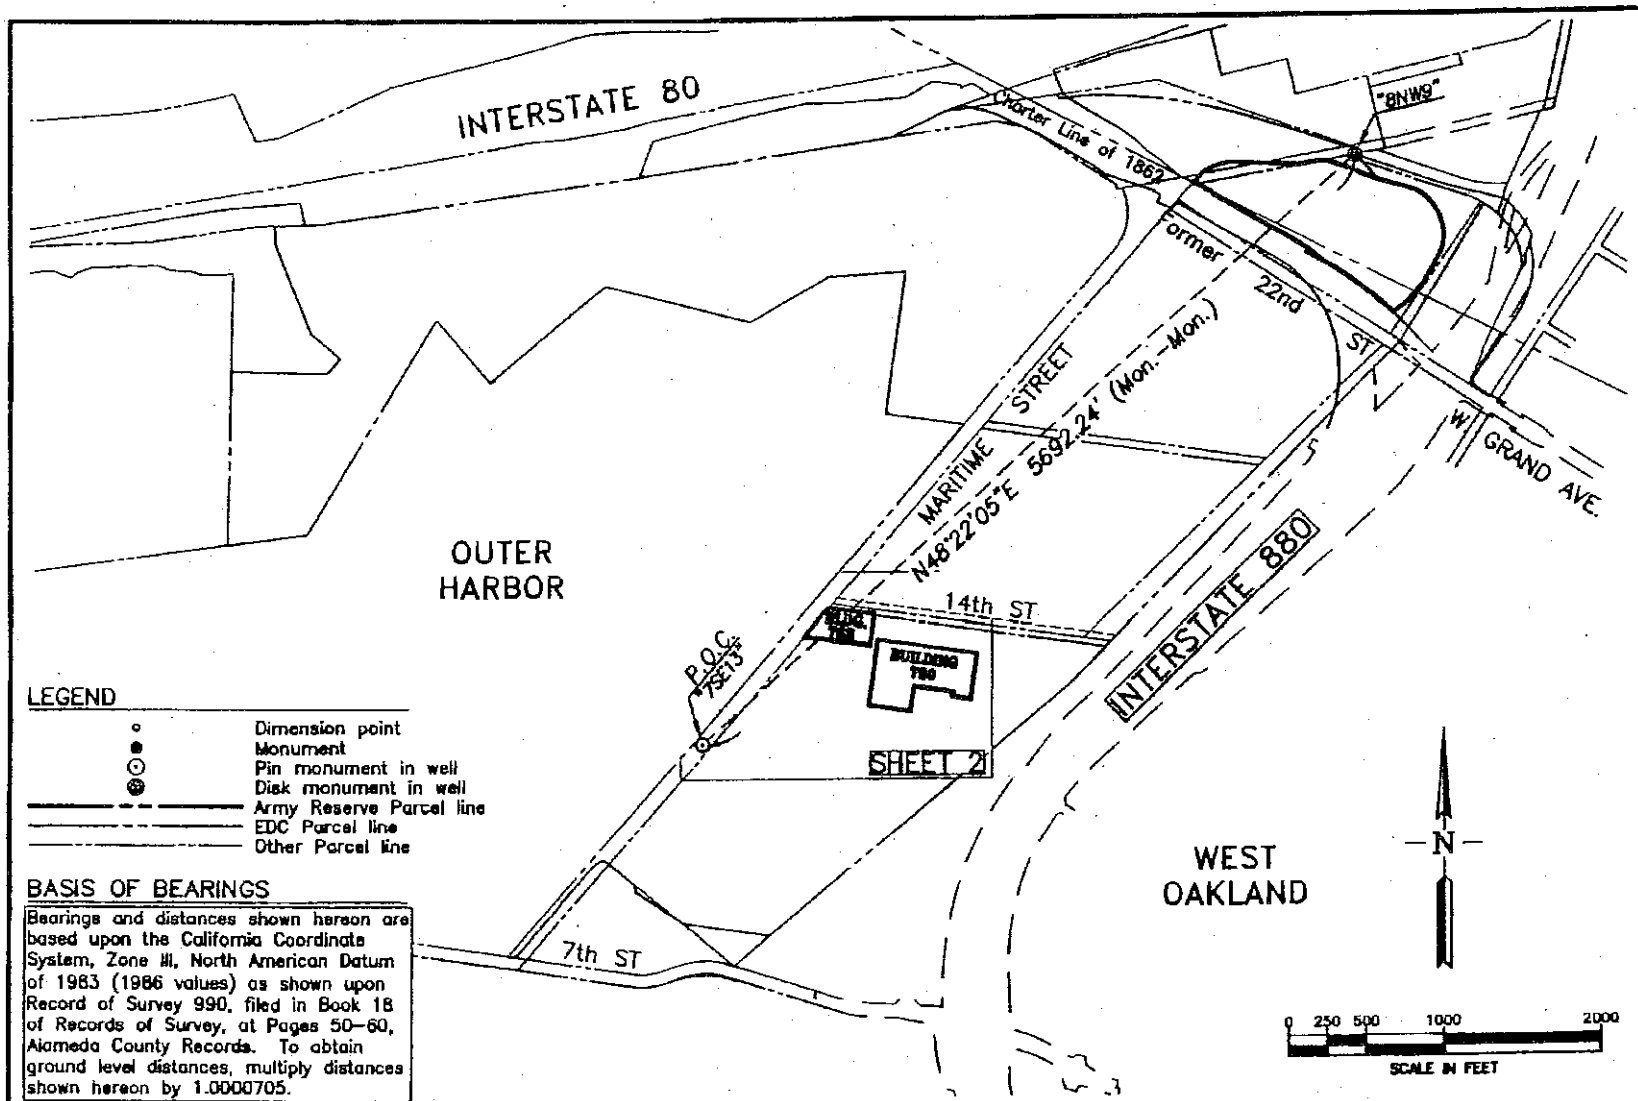 INTERSTATE 80
"8NW9"
Charter Line of 1862
Former 22nd ST
MARITIME STREET
N48°22'05"E 5692.24' (Mon.-Mon.)
W. GRAND AVE.
INTERSTATE 880
OUTER
HARBOR
14th ST
BLDG.
BUILDING
P.O.C.
"7SE13"
SHEET 2
LEGEND
Dimension point
Monument
Pin monument in well
Disk monument in well
Army Reserve Parcel line
EDC Parcel line
Other Parcel line
WEST
OAKLAND
N
BASIS OF BEARINGS
Bearings and distances shown hereon are
based upon the California Coordinate
System, Zone III, North American Datum
of 1983 (1986 values) as shown upon
Record of Survey 990, filed in Book 18
of Records of Survey, at Pages 50-60,
Alameda County Records. To obtain
ground level distances, multiply distances
shown hereon by 1.0000705.
7th ST
0 250 500 1000 2000
SCALE IN FEET